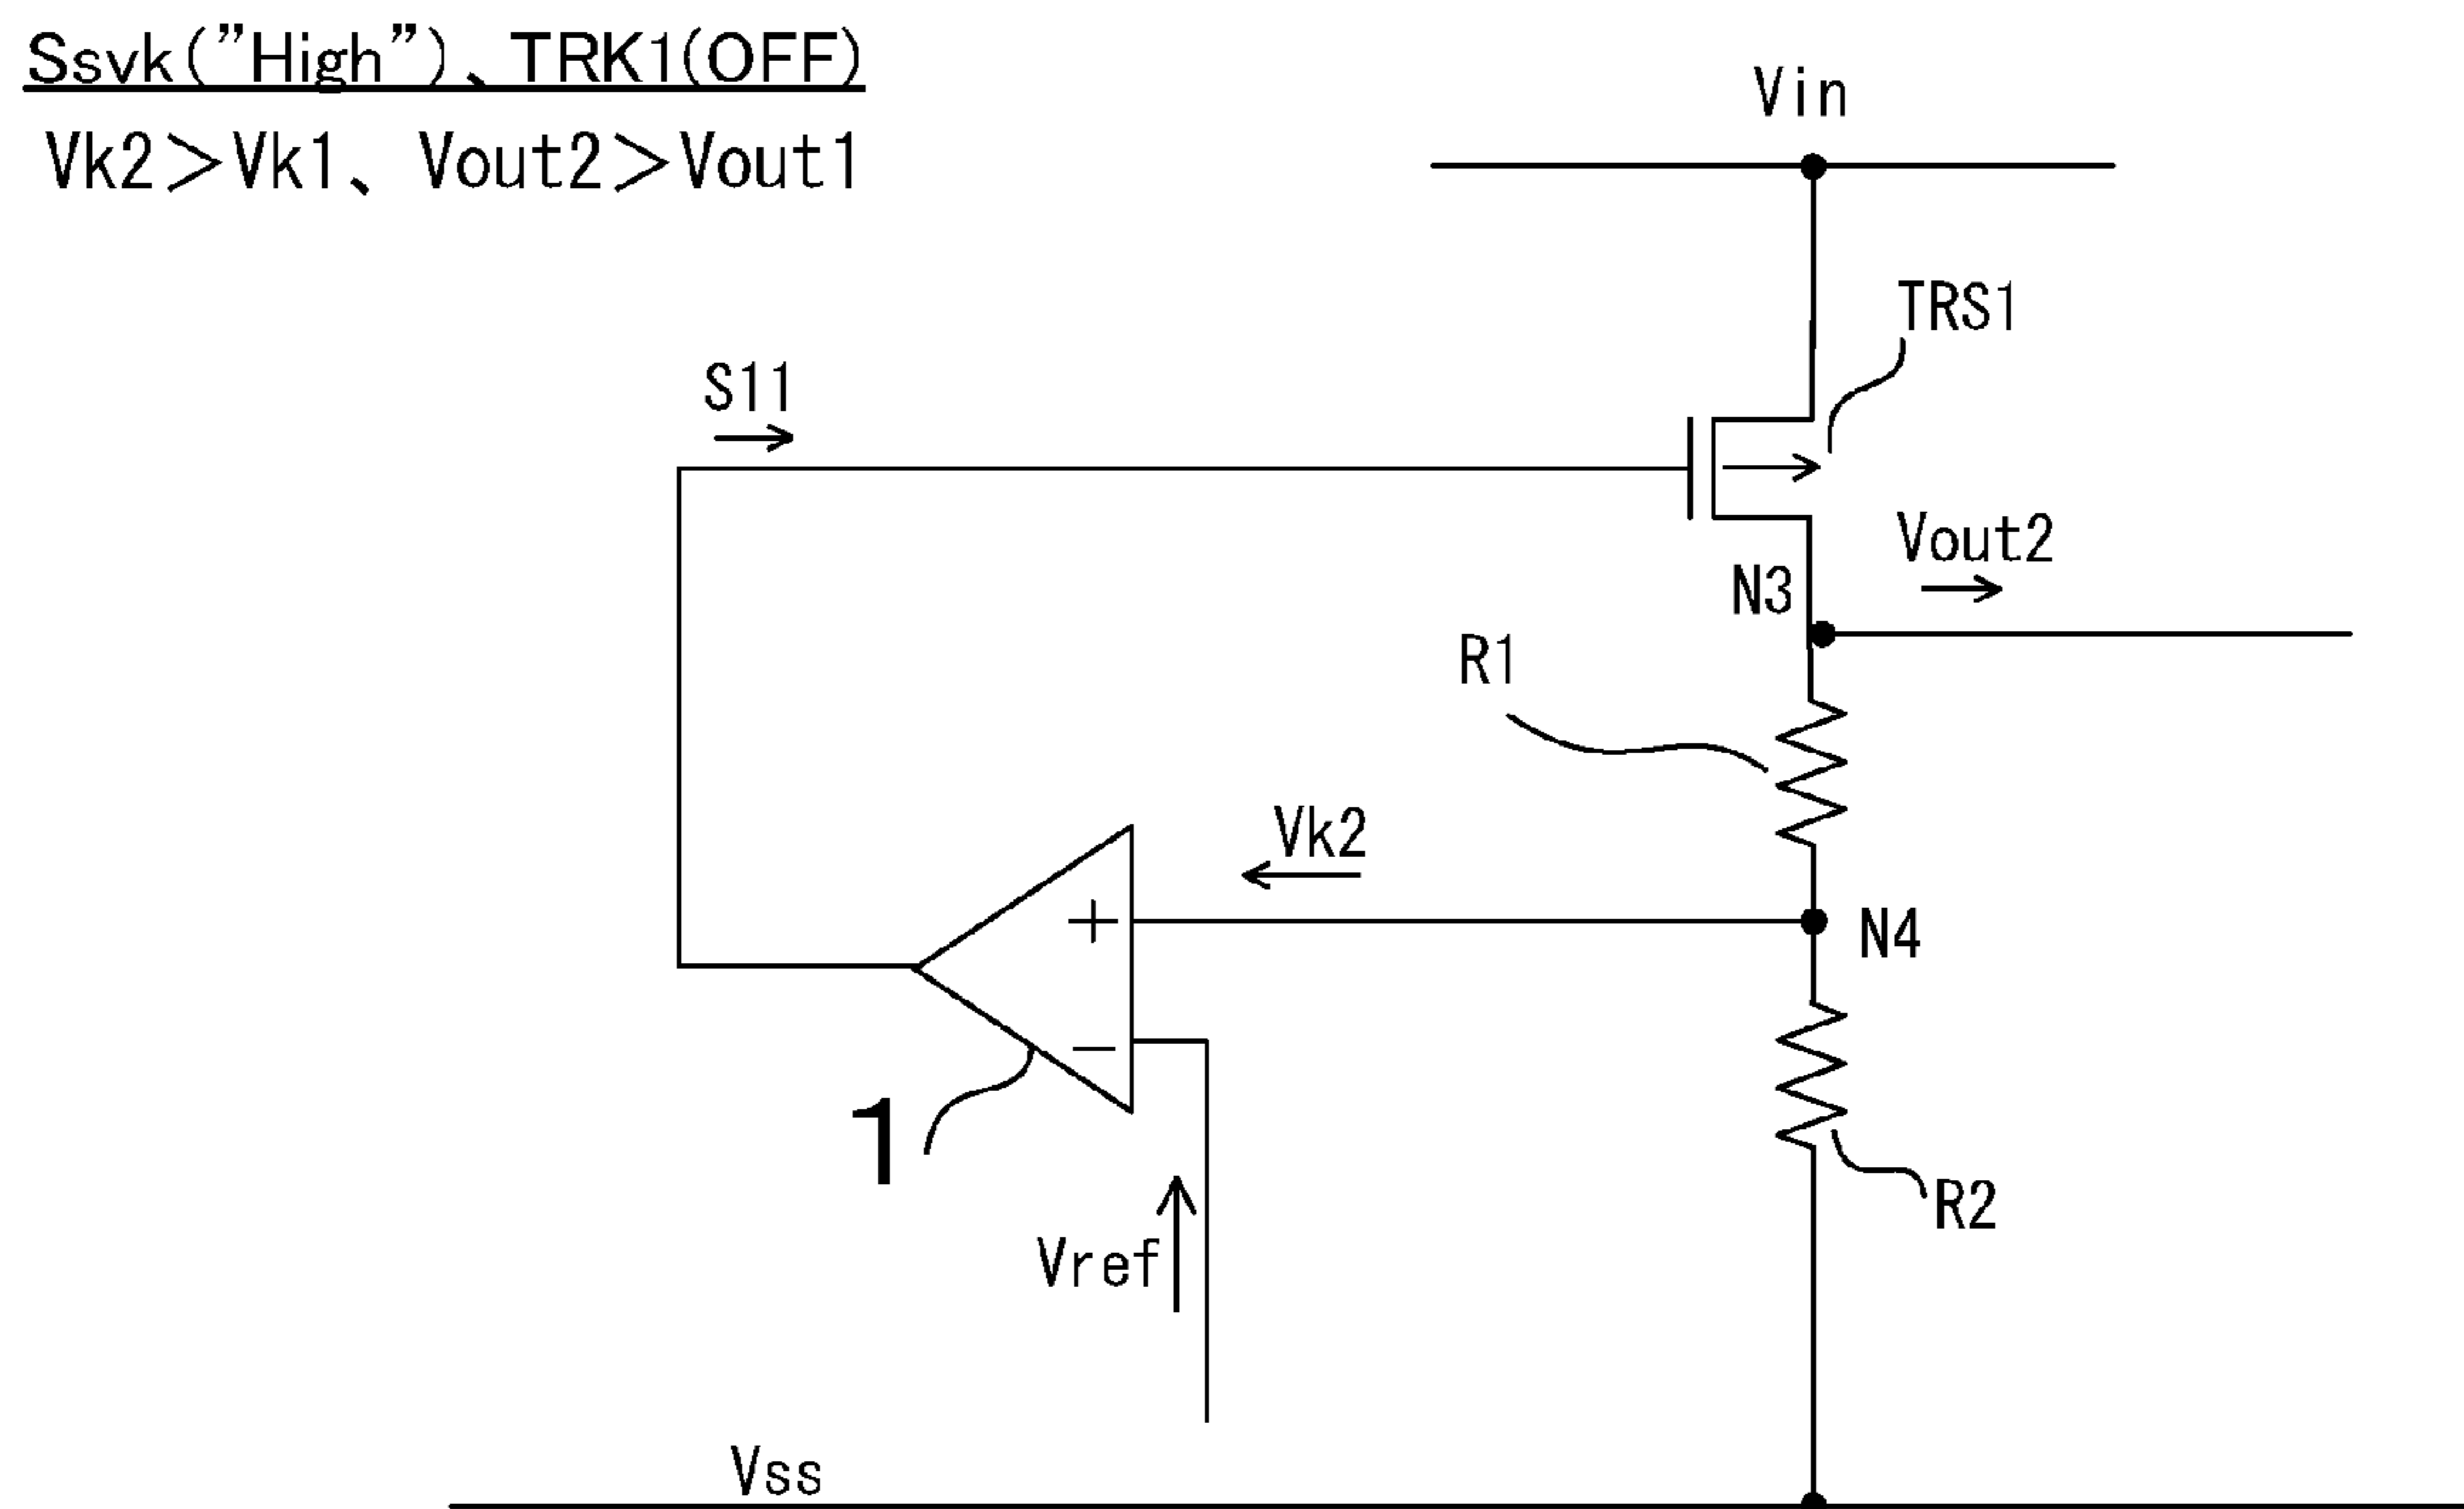 Ssvk(”High”)、TRK1(OFF)
Vk2＞Vk1、 Vout2＞Vout1
Vin
TRS1
S11
Vout2
N3
R1
Vk2
+
N4
−
1
R2
Vref
Vss